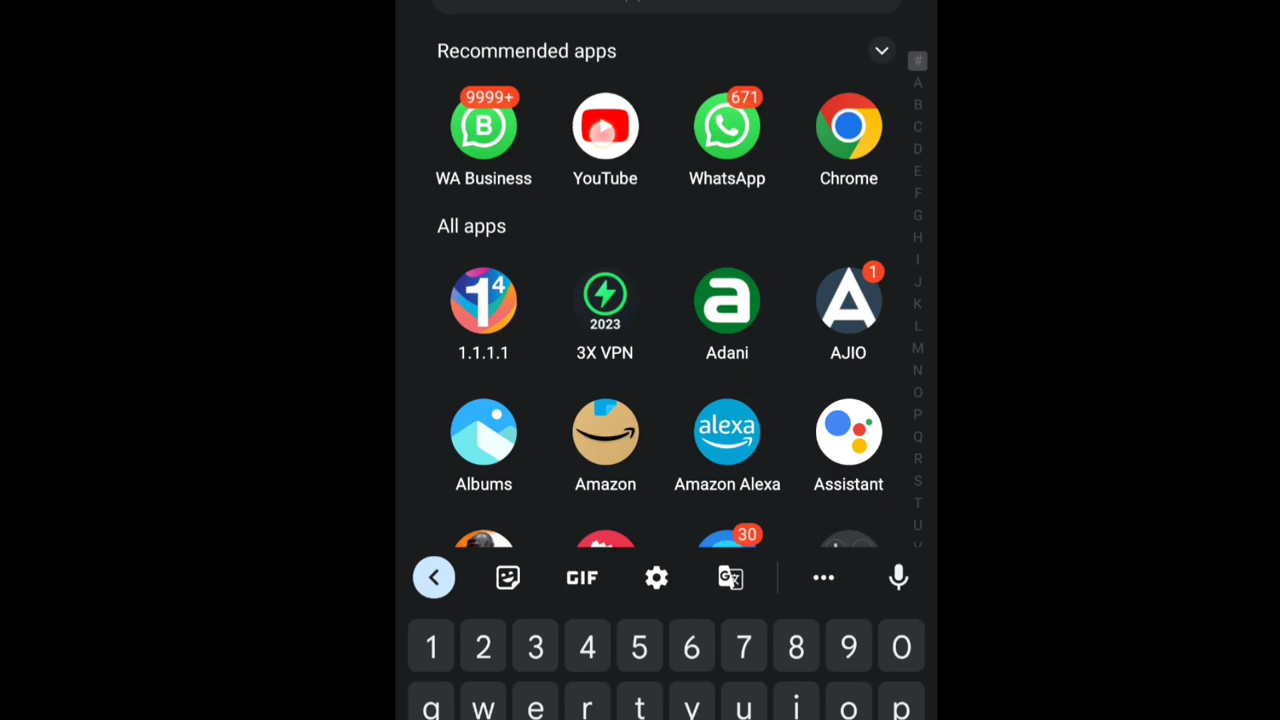 Recommended apps
9999+ 671
WA Business YouTube WhatsApp Chrome
All apps
1
2023
1.1.1.1 3X VPN Adani AJIO
alexa
Albums Amazon Amazon Alexa Assistant
30
GIF
1 2 3 4 5 6 7 8 9 0
q w e r t y u i o p
#
A
B
C
D
E
F
G
H
I
J
K
L
M
N
O
P
Q
R
S
T
U
V